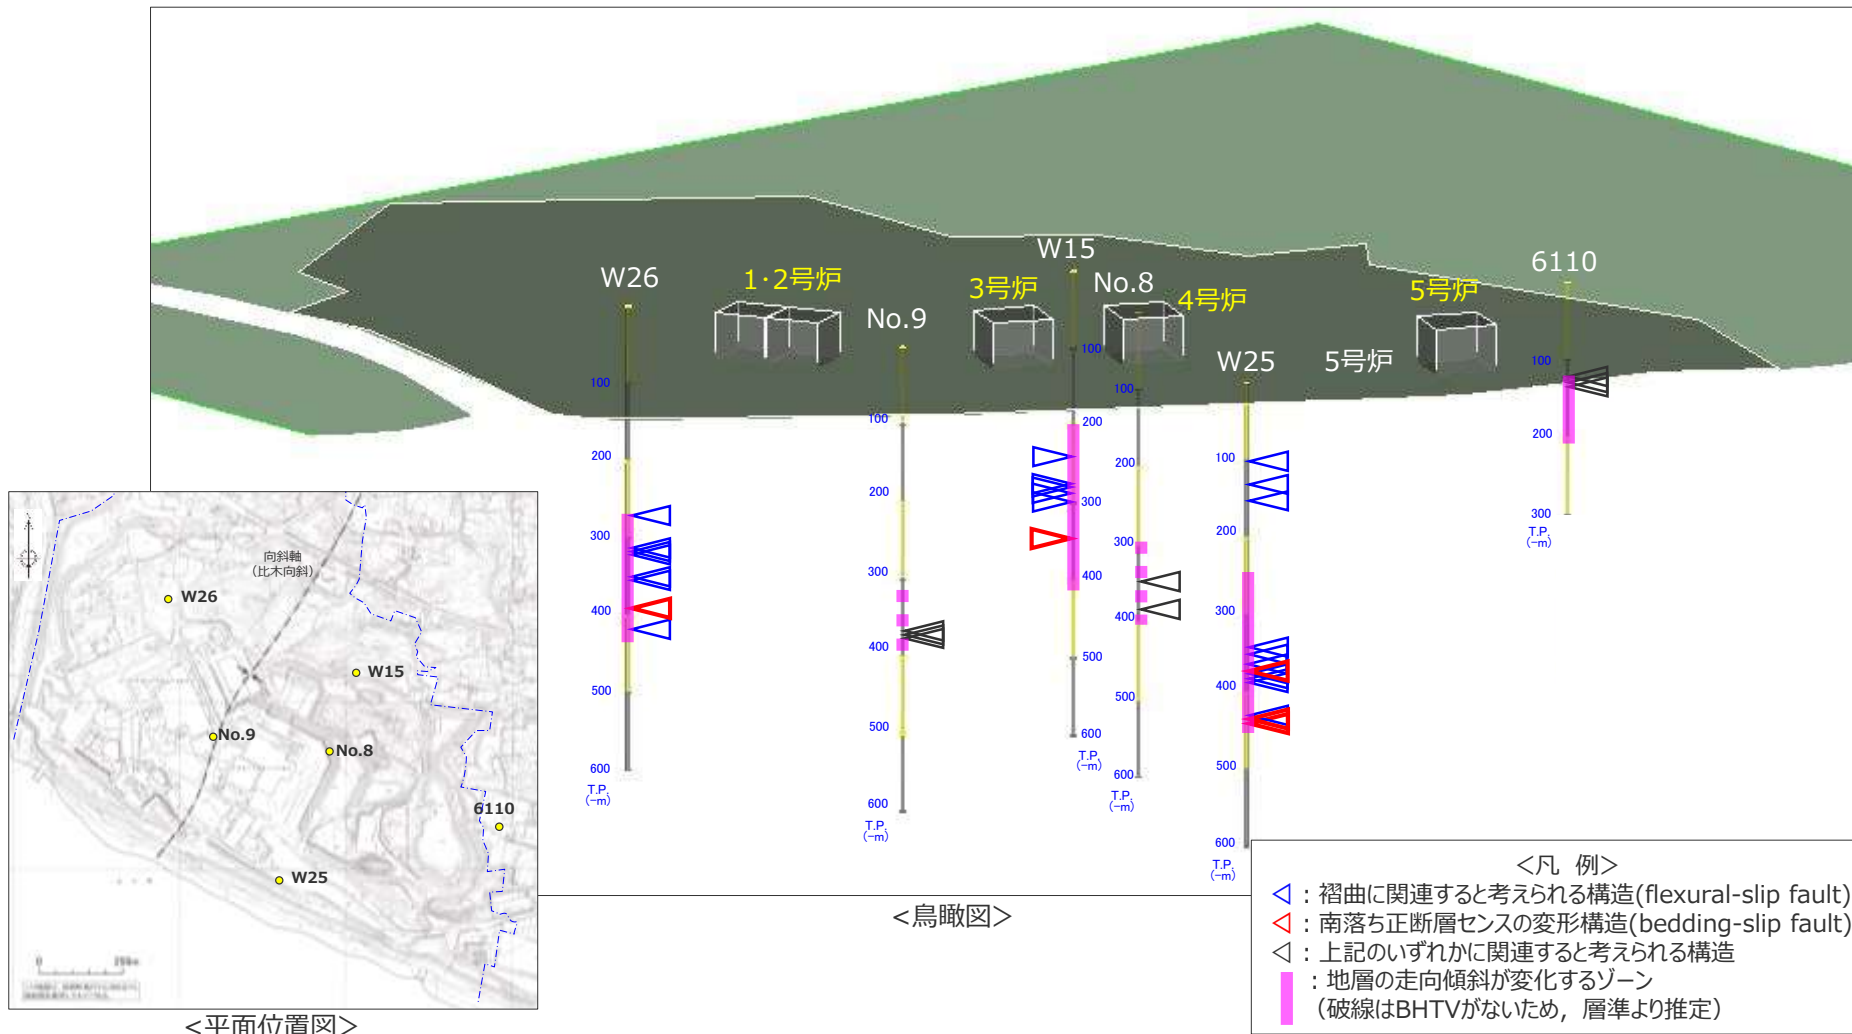 W26
1・2号炉
No.9
3号炉
W15
No.8
4号炉
W25
5号炉
5号炉
6110
100
200
300
400
500
600
T.P.
(−m)
100
200
300
400
500
600
T.P.
(−m)
100
200
300
400
500
600
T.P.
(−m)
100
200
300
400
500
600
T.P.
(−m)
100
200
300
400
500
600
T.P.
(−m)
100
200
300
T.P.
(−m)
向斜軸
(比木向斜)
W26
W15
No.9
No.8
6110
W25
0
<平面位置図>
<鳥瞰図>
<凡 例>
◁：褶曲に関連すると考えられる構造(flexural-slip fault)
◁：南落ち正断層センスの変形構造(bedding-slip fault)
◁：上記のいずれかに関連すると考えられる構造
：地層の走向傾斜が変化するゾーン
（破線はBHTVがないため，層準より推定）